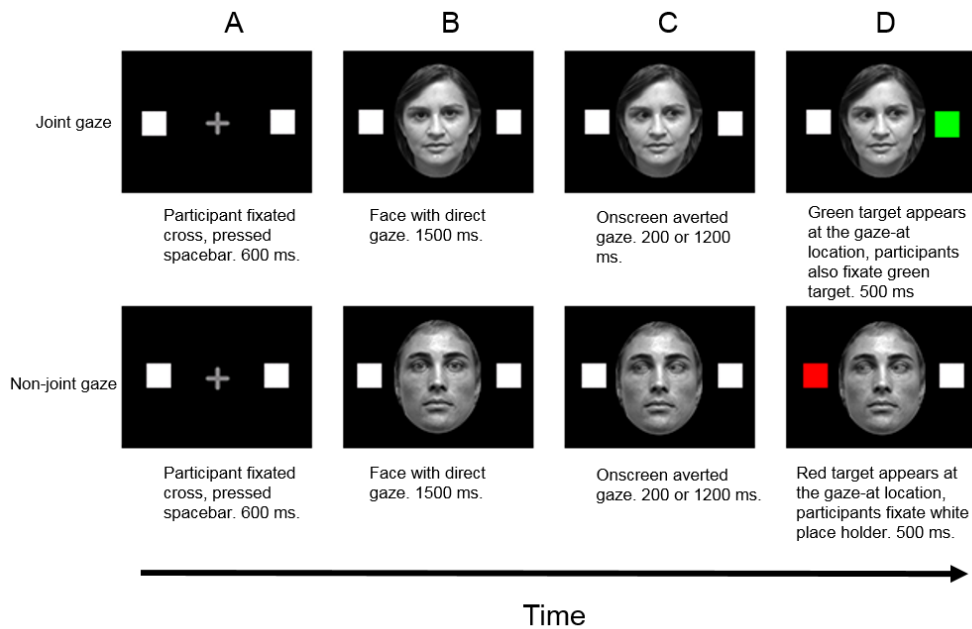 A B C D
Joint gaze
Participant fixated
cross, pressed
spacebar. 600 ms.
Face with direct
gaze. 1500 ms.
Onscreen averted
gaze. 200 or 1200
ms.
Green target appears
at the gaze-at
location, participants
also fixate green
target. 500 ms
Non-joint gaze
Participant fixated
cross, pressed
spacebar. 600 ms.
Face with direct
gaze. 1500 ms.
Onscreen averted
gaze. 200 or 1200 ms.
Red target appears at
the gaze-at location,
participants fixate white
place holder. 500 ms.
Time